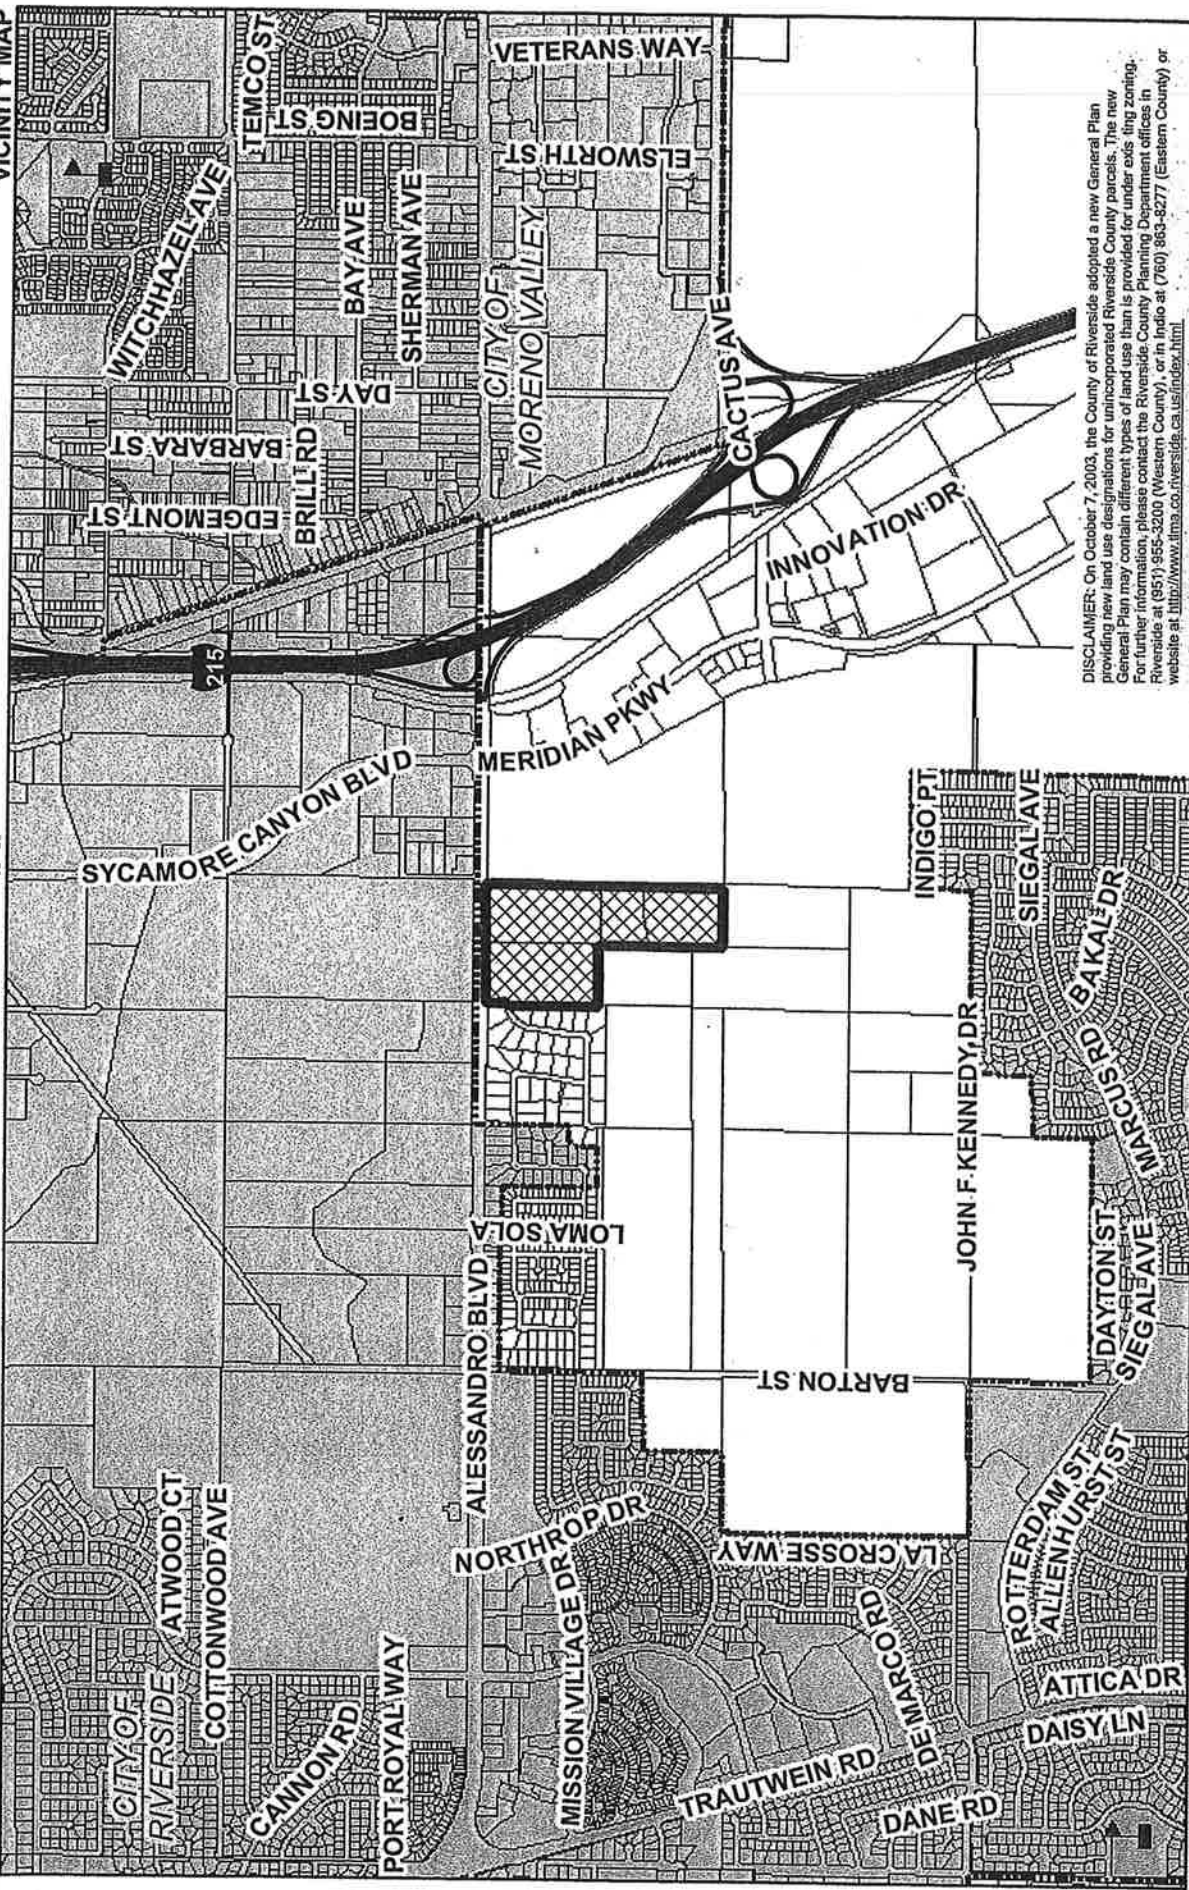 VICINITY MAP
WITCHHAZEL AVE
TEMCO ST
BOEING ST
VETERANS WAY
BAY AVE
SHERMAN AVE
ELSWORTH ST
BARBARA ST
DAY ST
CITY OF
MORENO VALLEY
EDGEMONT ST
BRILL RD
CACTUS AVE
215
INNOVATION DR
SYCAMORE CANYON BLVD
MERIDIAN PKWY
INDIGO PT
SIEGAL AVE
BAKAL DR
JOHN F. KENNEDY DR
MARCUS RD
LOMA SOLA
ALESSANDRO BLVD
BARTON ST
DAYTON ST
SIEGAL AVE
ATWOOD CT
COTTONWOOD AVE
CITY OF
RIVERSIDE
CANNON RD
PORT ROYAL WAY
NORTHROP DR
MISSION VILLAGE DR
LA CROSSE WAY
DE MARCO RD
ROTTERDAM ST
ALLENHURST ST
ATTICA DR
DAISY LN
TRAUTWEIN RD
DANE RD
DISCLAIMER: On October 7, 2003, the County of Riverside adopted a new General Plan
providing new land use designations for unincorporated Riverside County parcels. The new
General Plan may contain different types of land use than is provided for under existing zoning.
For further information, please contact the Riverside County Planning Department offices in
Riverside at (951) 955-3200 (Western County), or in Indio at (760) 863-8277 (Eastern County) or
website at http://www.tlma.co.riverside.ca.us/index.html